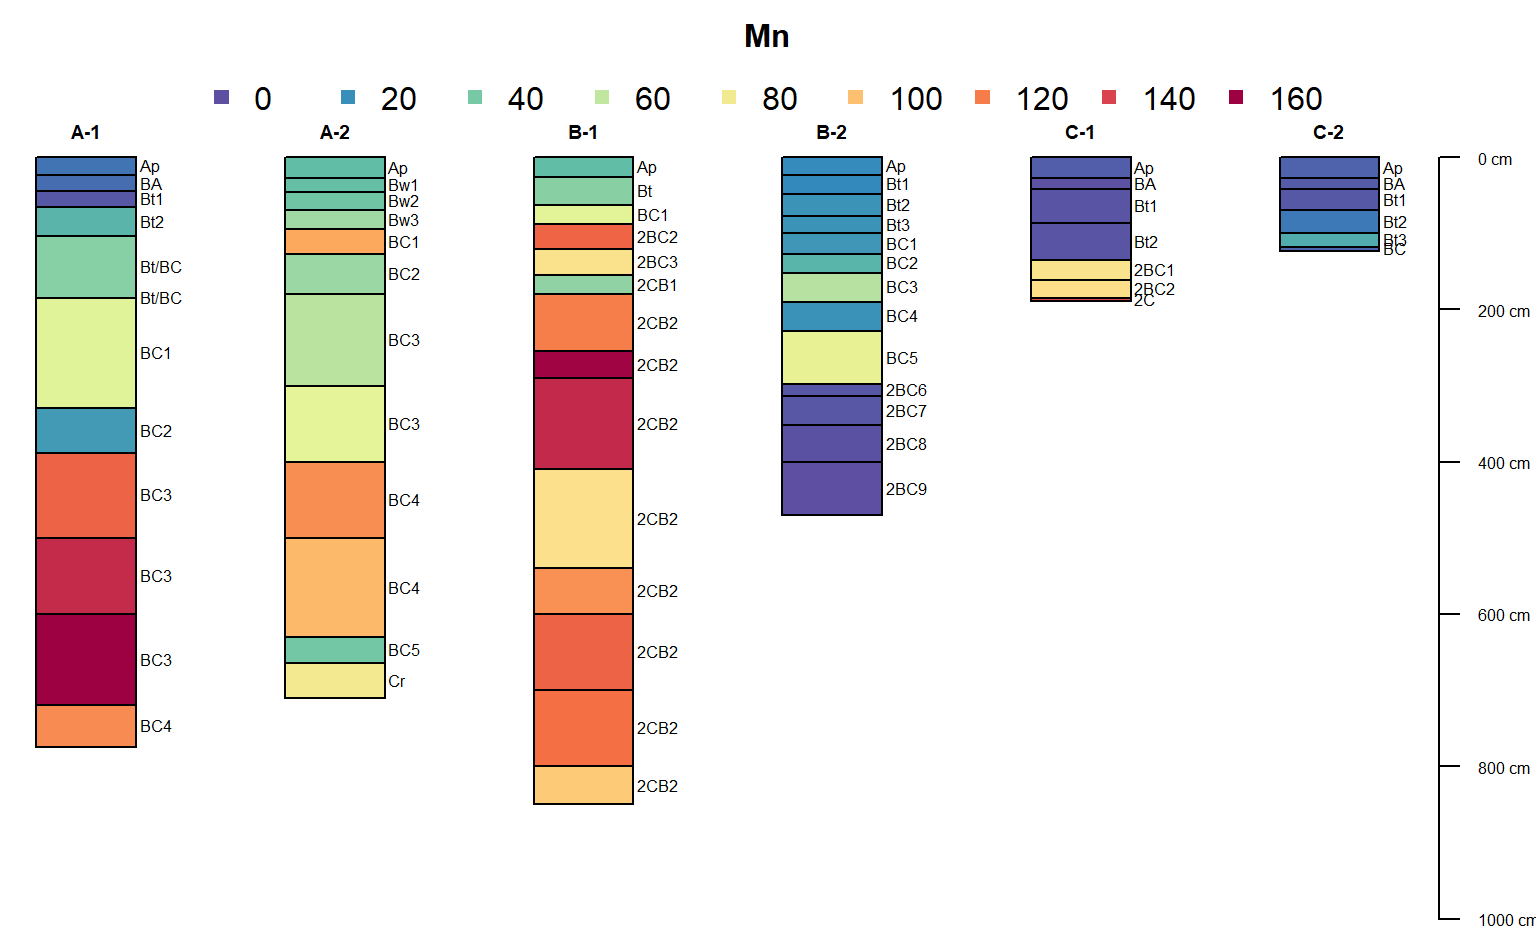 Mn
0 20 40 60 80 100 120 140 160
A-1 A-2 B-1 B-2 C-1 C-2
Ap
BA
Bt1
Bt2
Bt/BC
Bt/BC
BC1
BC2
BC3
BC3
BC3
BC4
Ap
Bw1
Bw2
Bw3
BC1
BC2
BC3
BC3
BC4
BC4
BC5
Cr
Ap
Bt
BC1
2BC2
2BC3
2CB1
2CB2
2CB2
2CB2
2CB2
2CB2
2CB2
2CB2
2CB2
Ap
Bt1
Bt2
Bt3
BC1
BC2
BC3
BC4
BC5
2BC6
2BC7
2BC8
2BC9
Ap
BA
Bt1
Bt2
2BC1
2BC2
2C
Ap
BA
Bt1
Bt2
Bt3
BC
0 cm
200 cm
400 cm
600 cm
800 cm
1000 cm